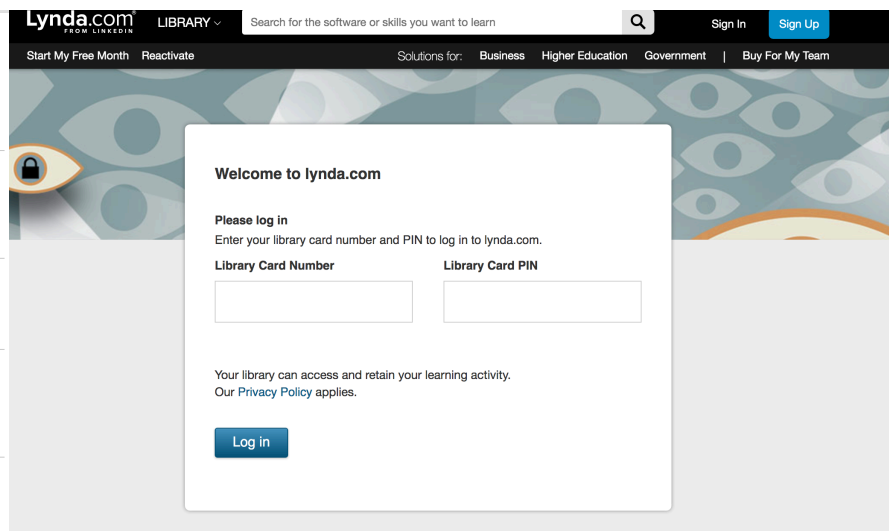 Lynda.com®
FROM LINKEDIN
LIBRARY
Search for the software or skills you want to learn
Sign In
Sign Up
Start My Free Month Reactivate
Solutions for: Business Higher Education Government | Buy For My Team
Welcome to lynda.com
Please log in
Enter your library card number and PIN to log in to lynda.com.
Library Card Number
Library Card PIN
Your library can access and retain your learning activity.
Our Privacy Policy applies.
Log in